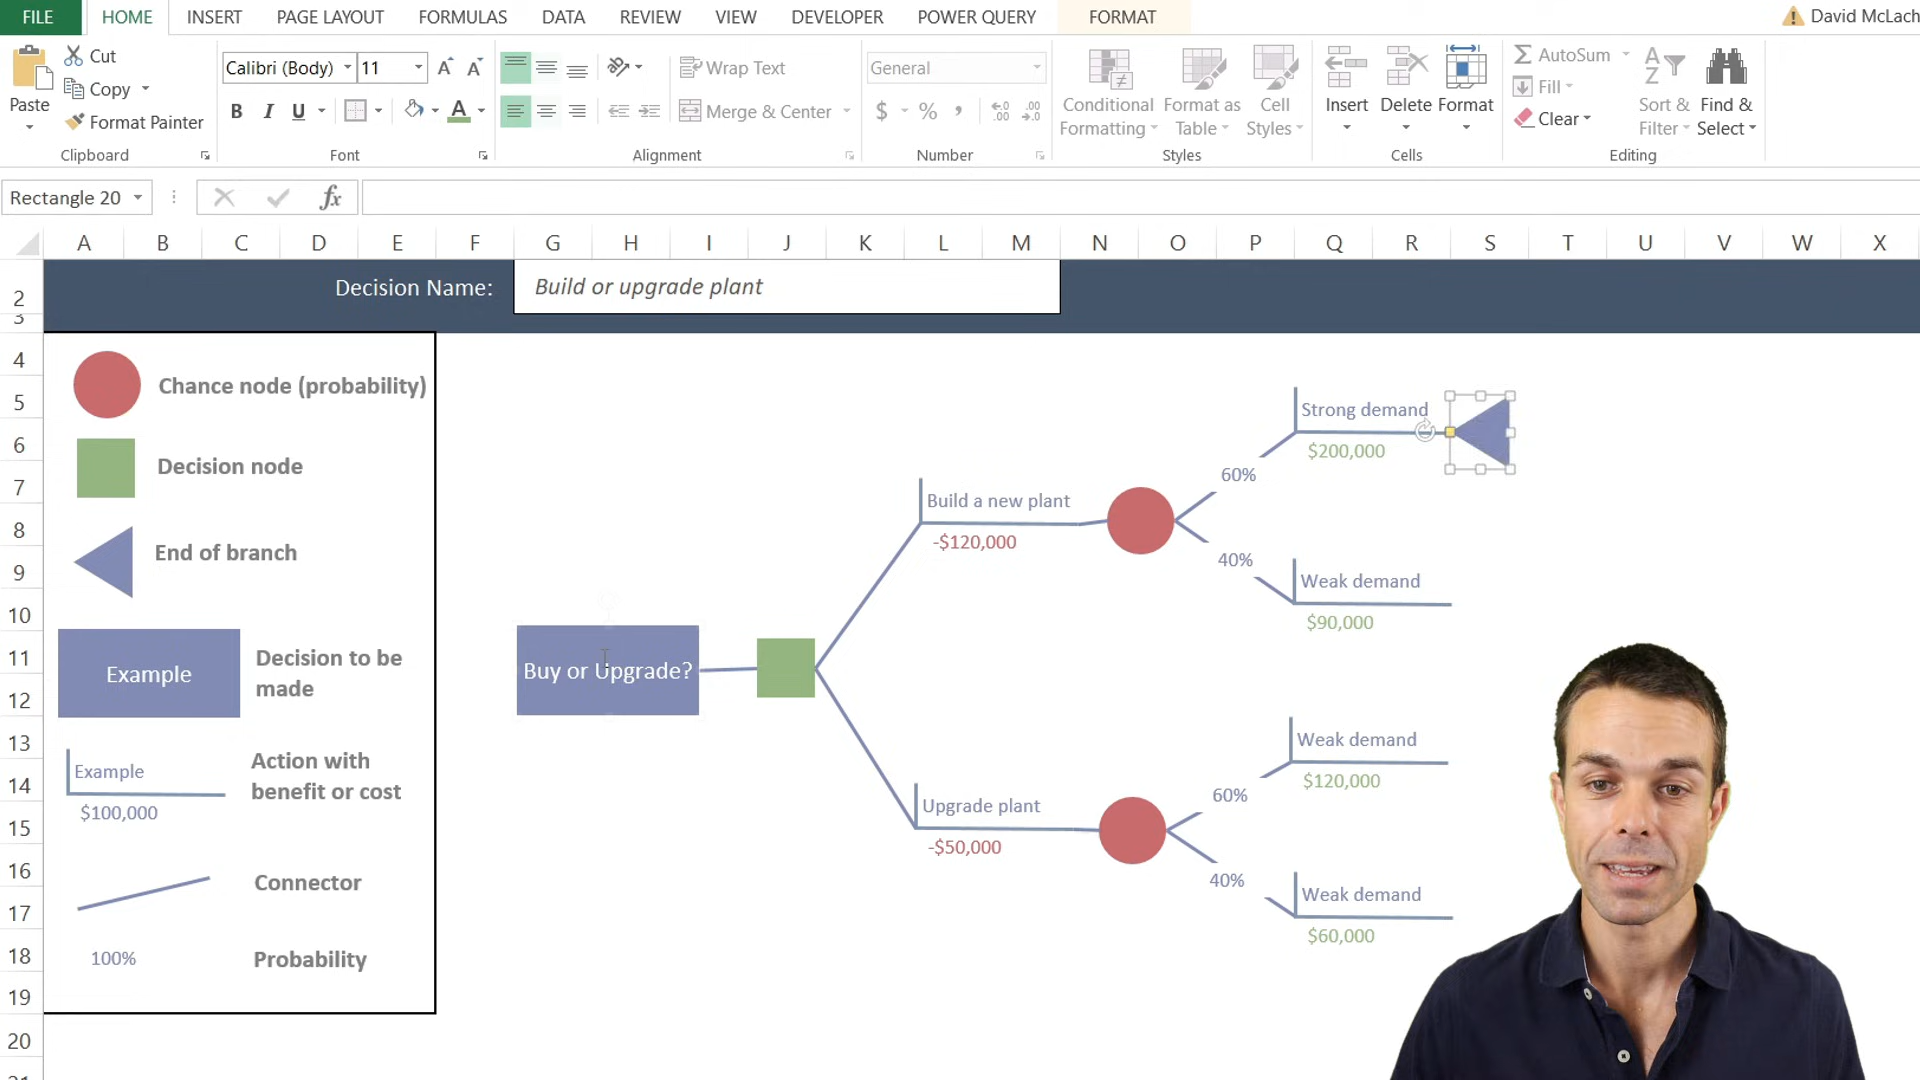 FILE HOME INSERT PAGE LAYOUT FORMULAS DATA REVIEW VIEW DEVELOPER POWER QUERY FORMAT David McLach
Cut
Copy
Format Painter
Paste
Clipboard
Calibri (Body) 11
A A
B I U A
Font
Wrap Text
Merge & Center
Alignment
General
$ % , .0 .00
Number
Conditional Formatting
Format as Table
Cell Styles
Styles
Insert Delete Format
Cells
AutoSum
Fill
Clear
Sort & Filter
Find & Select
Editing
Rectangle 20 fx
A B C D E F G H I J K L M N O P Q R S T U V W X
2
3
4
5
6
7
8
9
10
11
12
13
14
15
16
17
18
19
20
Decision Name: Build or upgrade plant
Chance node (probability)
Decision node
End of branch
Example
Decision to be
made
Example
$100,000
Action with
benefit or cost
Connector
100%
Probability
Buy or Upgrade?
Build a new plant
-$120,000
60%
Strong demand
$200,000
40%
Weak demand
$90,000
Upgrade plant
-$50,000
60%
Weak demand
$120,000
40%
Weak demand
$60,000